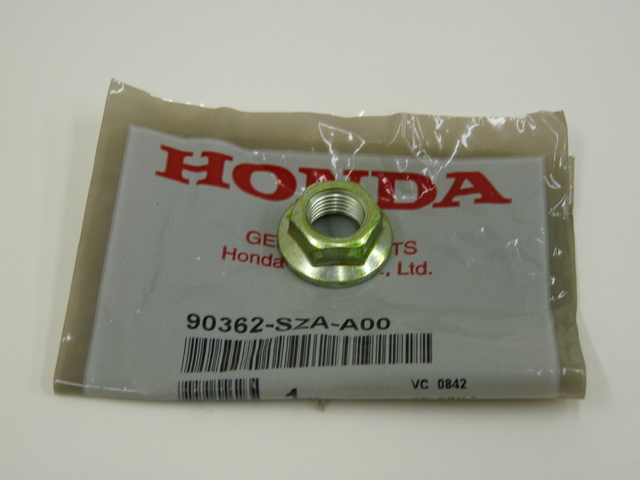 HONDA
Honda Ltd.
90362-SZA-A00
1 VC 0842